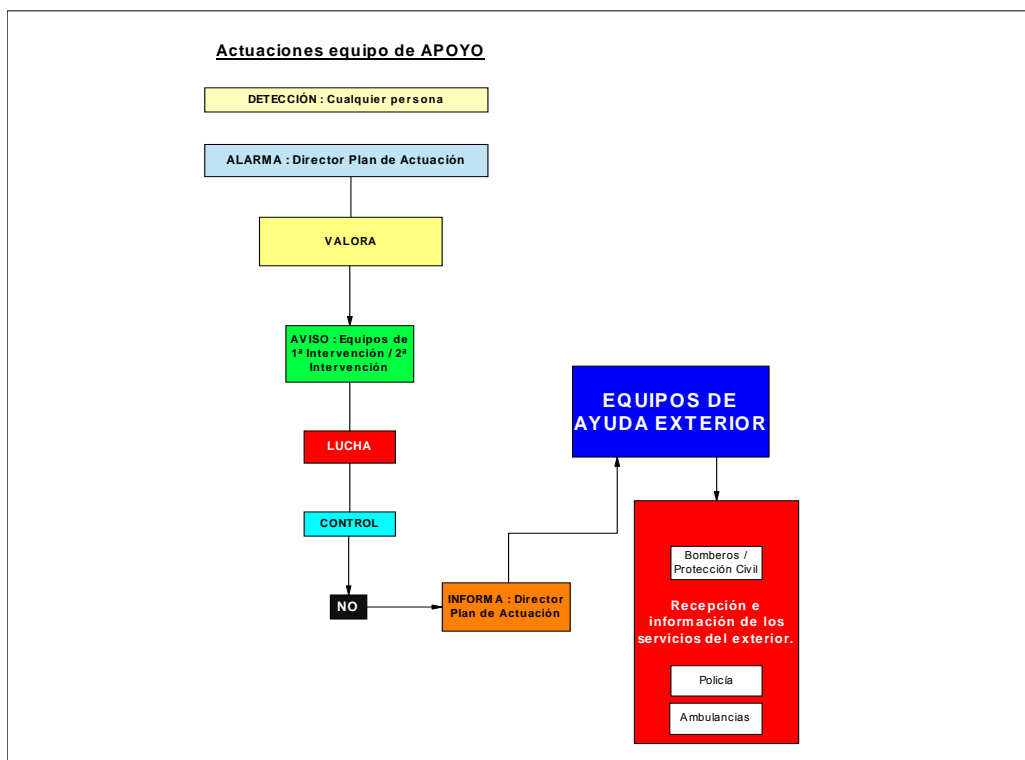 Actuaciones equipo de APOYO
DETECCIÓN : Cualquier persona
ALARMA : Director Plan de Actuación
VALORA
AVISO : Equipos de
1ª Intervención / 2ª
Intervención
LUCHA
CONTROL
NO
INFORMA : Director
Plan de Actuación
EQUIPOS DE
AYUDA EXTERIOR
Bomberos /
Protección Civil
Recepción e
información de los
servicios del exterior.
Policía
Ambulancias